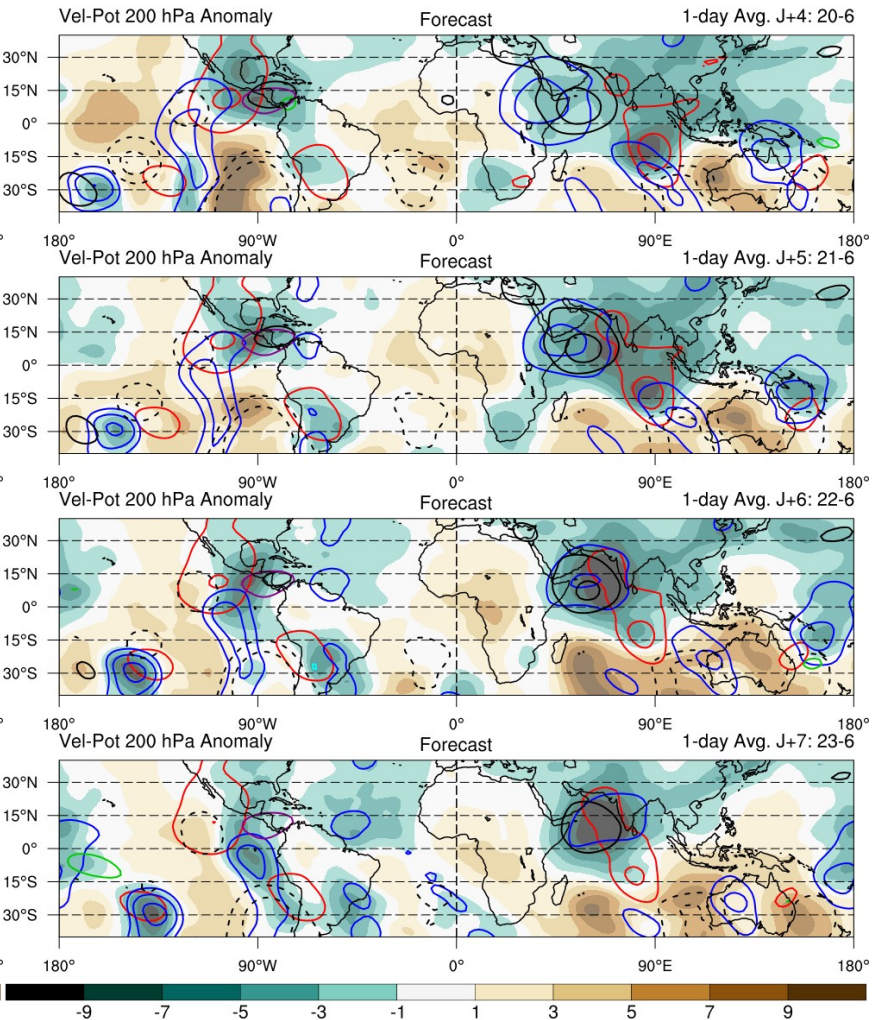 Vel-Pot 200 hPa Anomaly Forecast 1-day Avg. J+4: 20-6
30°N
15°N
0°
15°S
30°S
° 180° 90°W 0° 90°E 180°
Vel-Pot 200 hPa Anomaly Forecast 1-day Avg. J+5: 21-6
30°N
15°N
0°
15°S
30°S
° 180° 90°W 0° 90°E 180°
Vel-Pot 200 hPa Anomaly Forecast 1-day Avg. J+6: 22-6
30°N
15°N
0°
15°S
30°S
° 180° 90°W 0° 90°E 180°
Vel-Pot 200 hPa Anomaly Forecast 1-day Avg. J+7: 23-6
30°N
15°N
0°
15°S
30°S
° 180° 90°W 0° 90°E 180°
-9 -7 -5 -3 -1 1 3 5 7 9